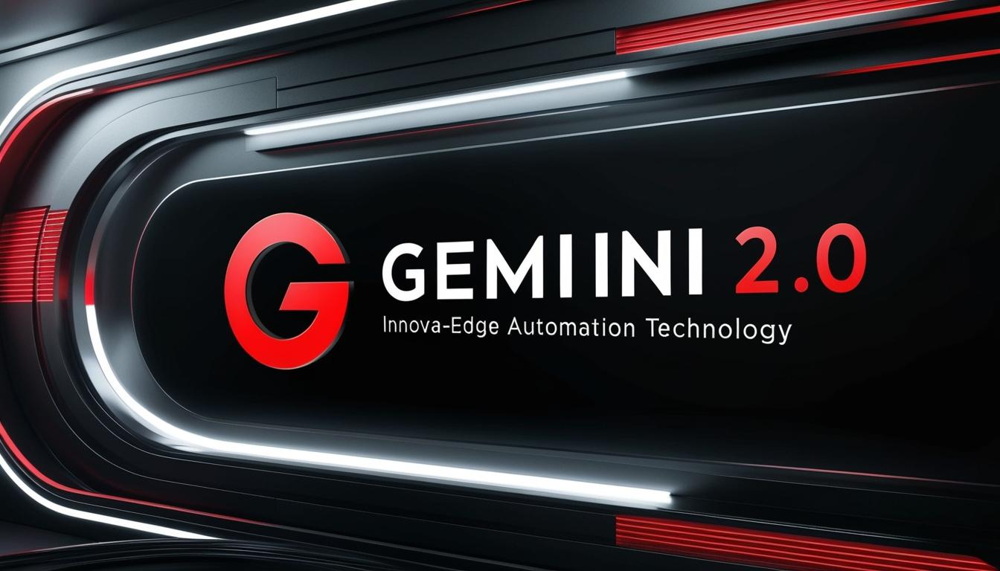 G
GEMIINI 2.0
Innova-Edge Automation Technology